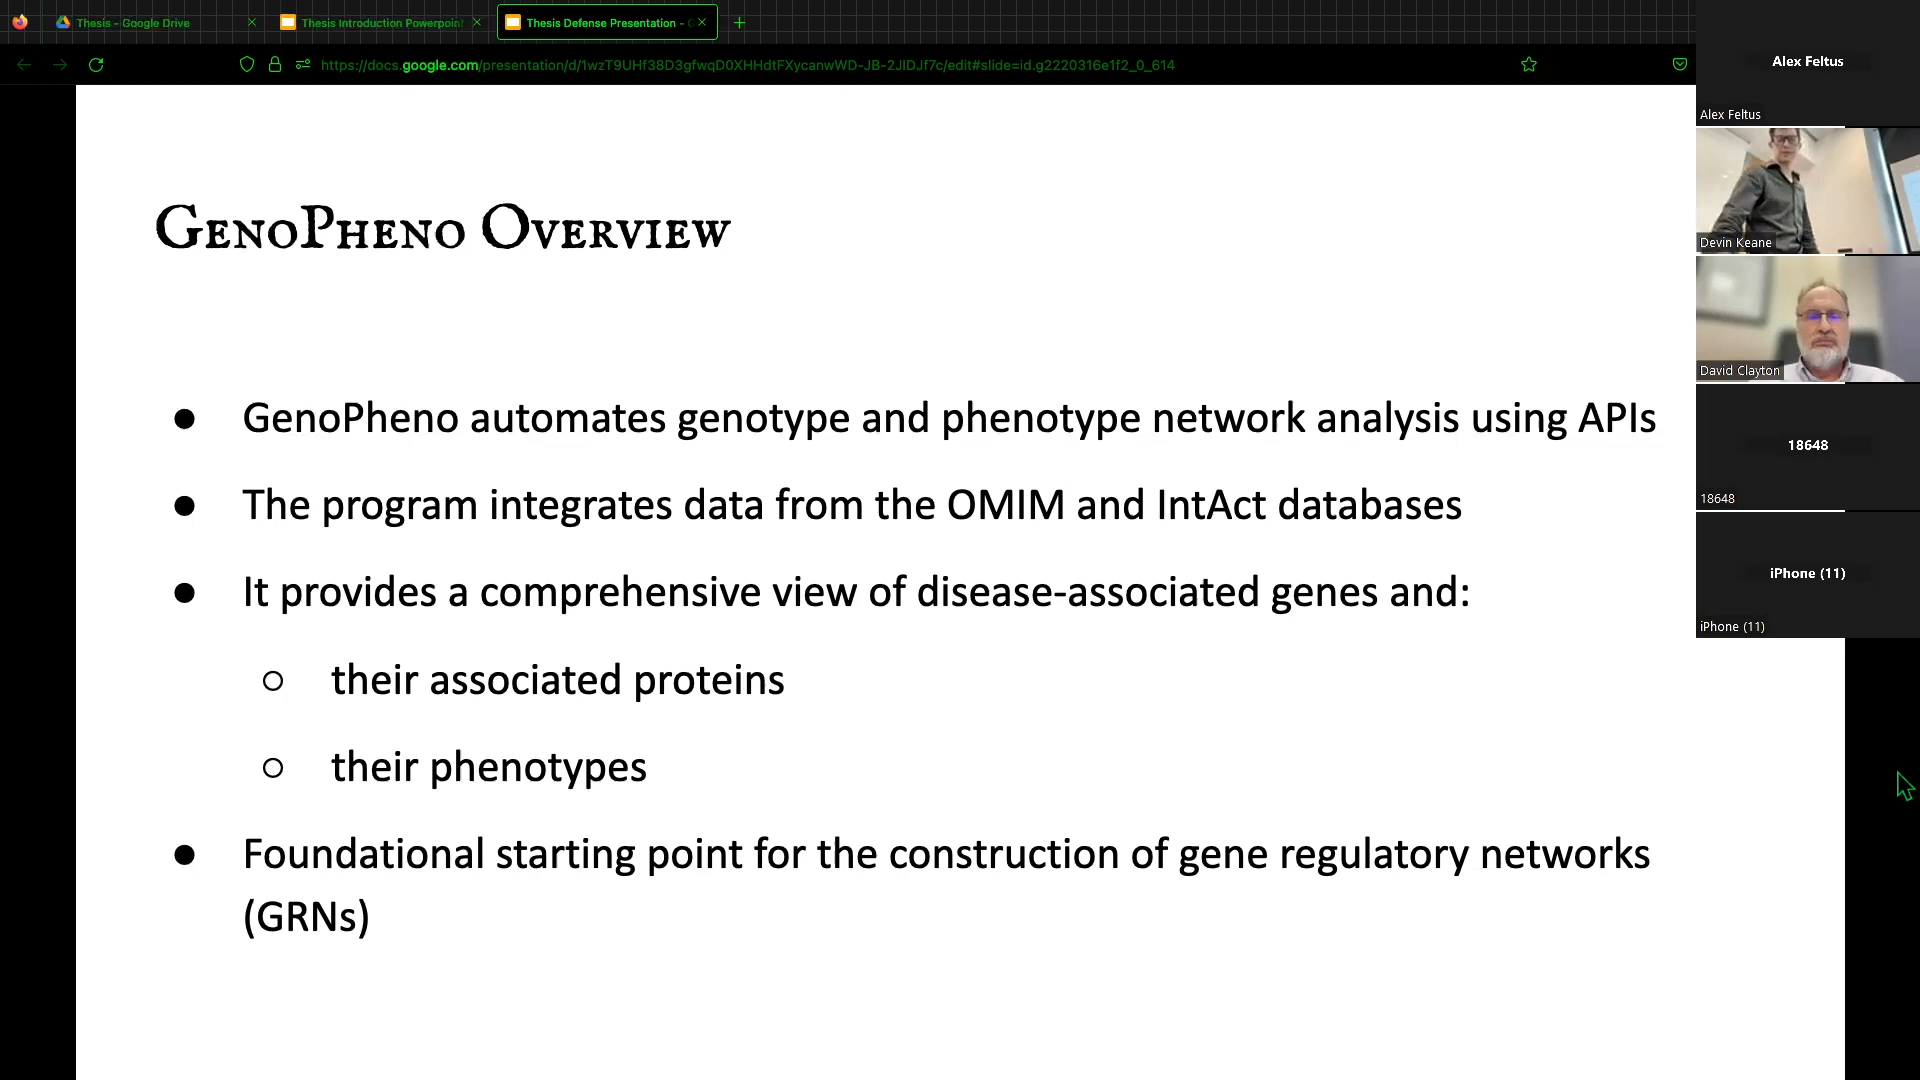 Thesis - Google Drive
Thesis Introduction Powerpoint
Thesis Defense Presentation -
https://docs.google.com/presentation/d/1wzT9UHf38D3gfwqD0XHHdtFXycanwWD-JB-2JIDJf7c/edit#slide=id.g2220316e1f2_0_614
GenoPheno Overview
● GenoPheno automates genotype and phenotype network analysis using APIs
● The program integrates data from the OMIM and IntAct databases
● It provides a comprehensive view of disease-associated genes and:
○ their associated proteins
○ their phenotypes
● Foundational starting point for the construction of gene regulatory networks
(GRNs)
Alex Feltus
Alex Feltus
Devin Keane
David Clayton
18648
18648
iPhone (11)
iPhone (11)